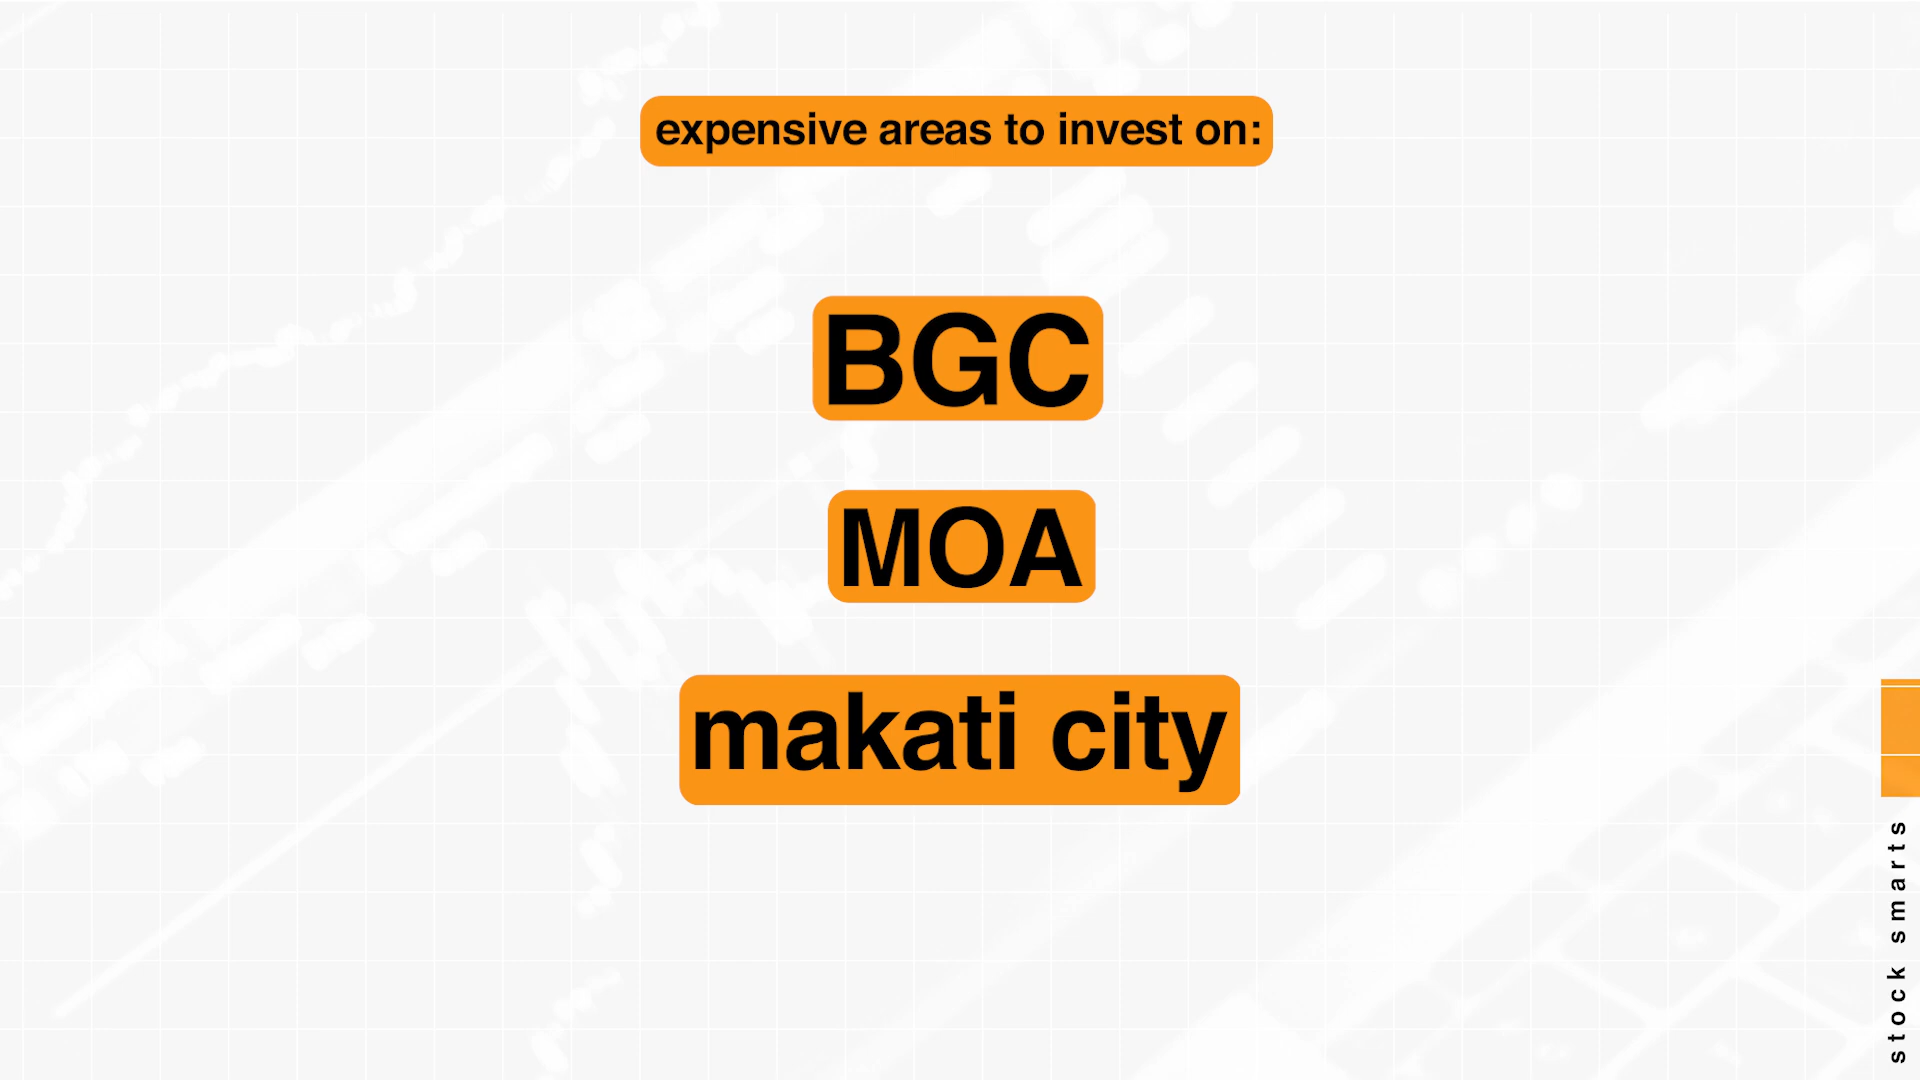 expensive areas to invest on:
BGC
MOA
makati city
stock smarts